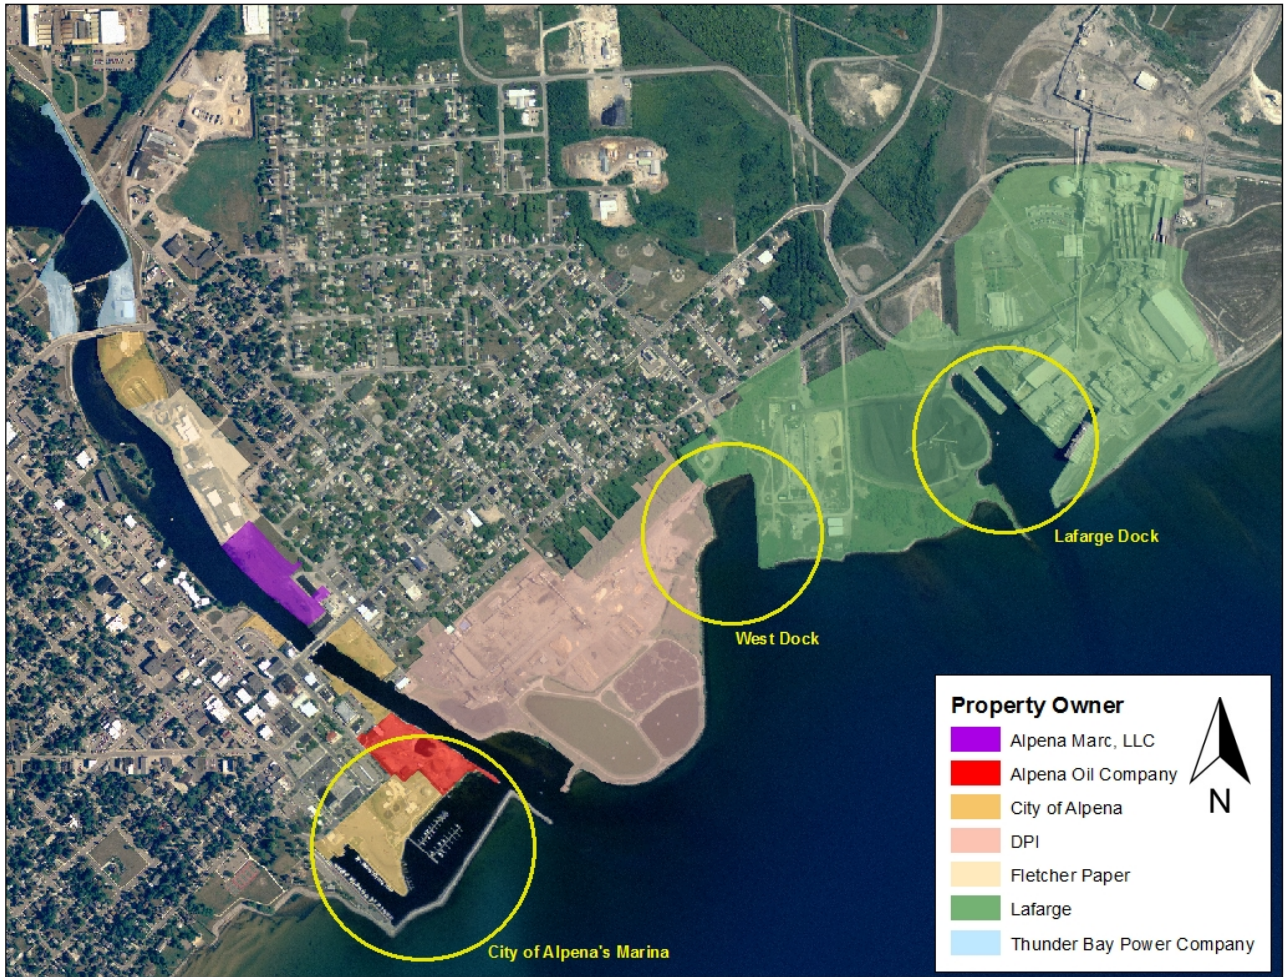 Lafarge Dock
West Dock
City of Alpena's Marina
Property Owner
Alpena Marc, LLC
Alpena Oil Company
City of Alpena
DPI
Fletcher Paper
Lafarge
Thunder Bay Power Company
N